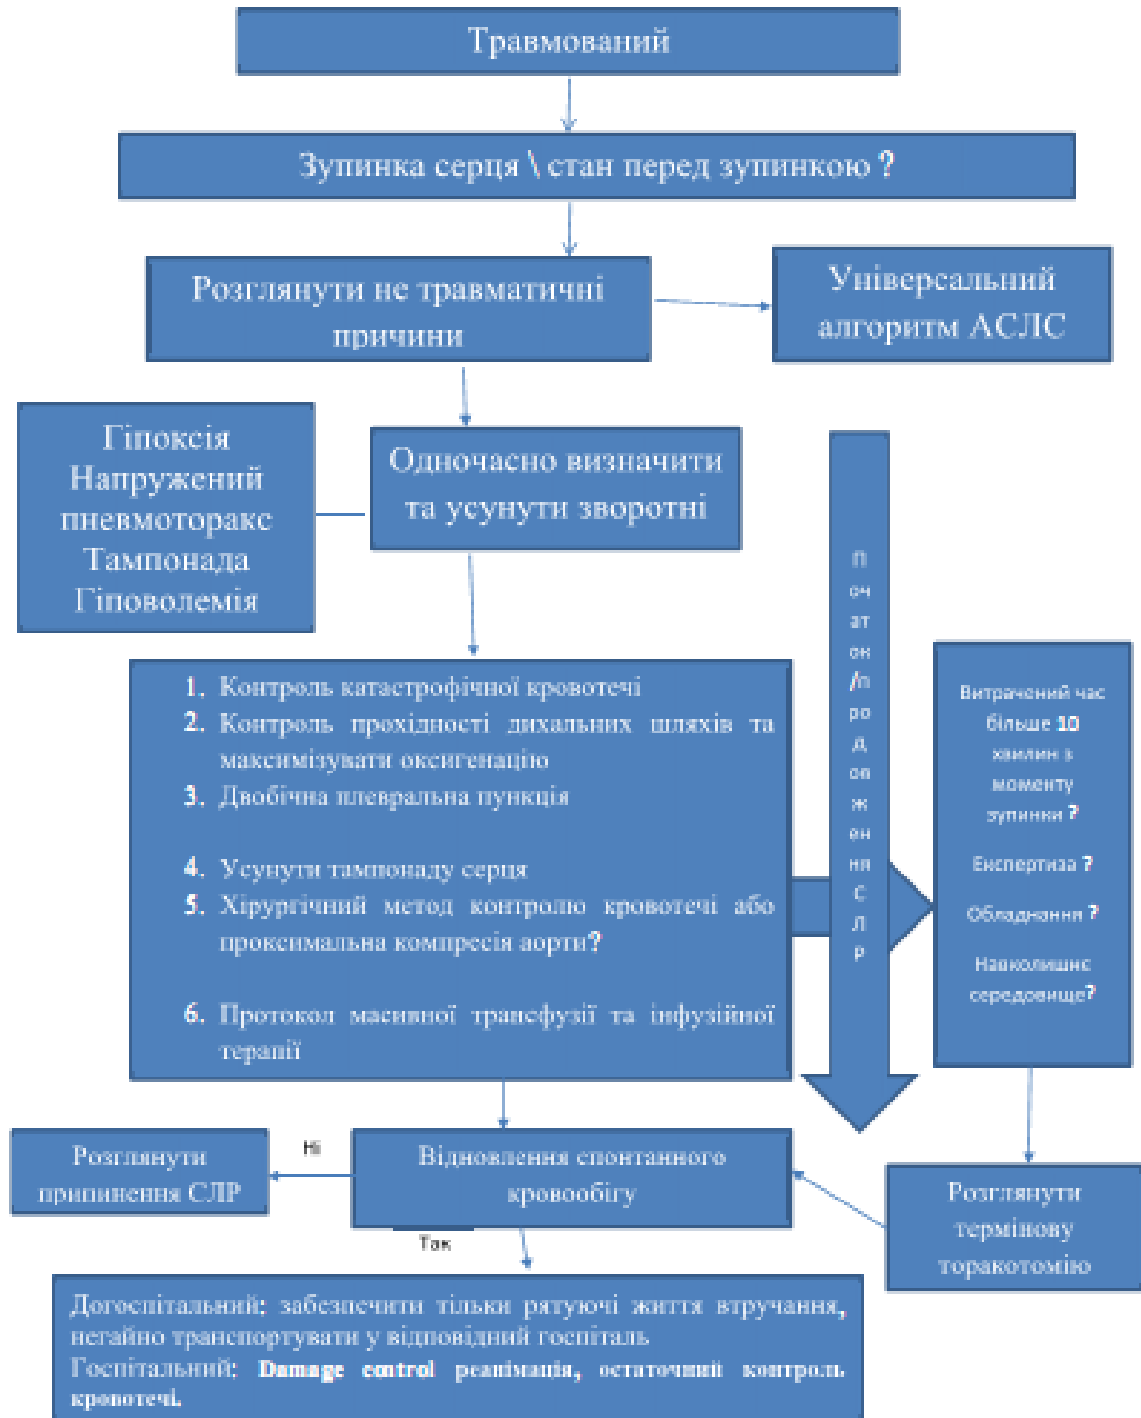 Травмований
Зупинка серця \ стан перед зупинкою ?
Розглянути не травматичні
причини
Універсальний
алгоритм АСЛС
Гіпоксія
Напружений
пневмоторакс
Тампонада
Гіповолемія
Одночасно визначити
та усунути зворотні
1. Контроль катастрофічної кровотечі
2. Контроль прохідності дихальних шляхів та
максимізувати оксигенацію
3. Двобічна плевральна пункція
4. Усунути тампонаду серця
5. Хірургічний метод контролю кровотечі або
проксимальна компресія аорти?
6. Протокол масивної трансфузії та інфузійної
терапії
П
оч
ат
ок
/п
ро
д
ов
ж
ен
ня
С
Л
Р
Витрачений час
більше 10
хвилин з
моменту
зупинки ?
Експертиза ?
Обладнання ?
Навколишнє
середовище?
Розглянути
припинення СЛР
Ні
Відновлення спонтанного
кровообігу
Так
Розглянути
термінову
торакотомію
Догоспітальний: забезпечити тільки рятуючі життя втручання,
негайно транспортувати у відповідний госпіталь
Госпітальний: Damage control реанімація, остаточний контроль
кровотечі.